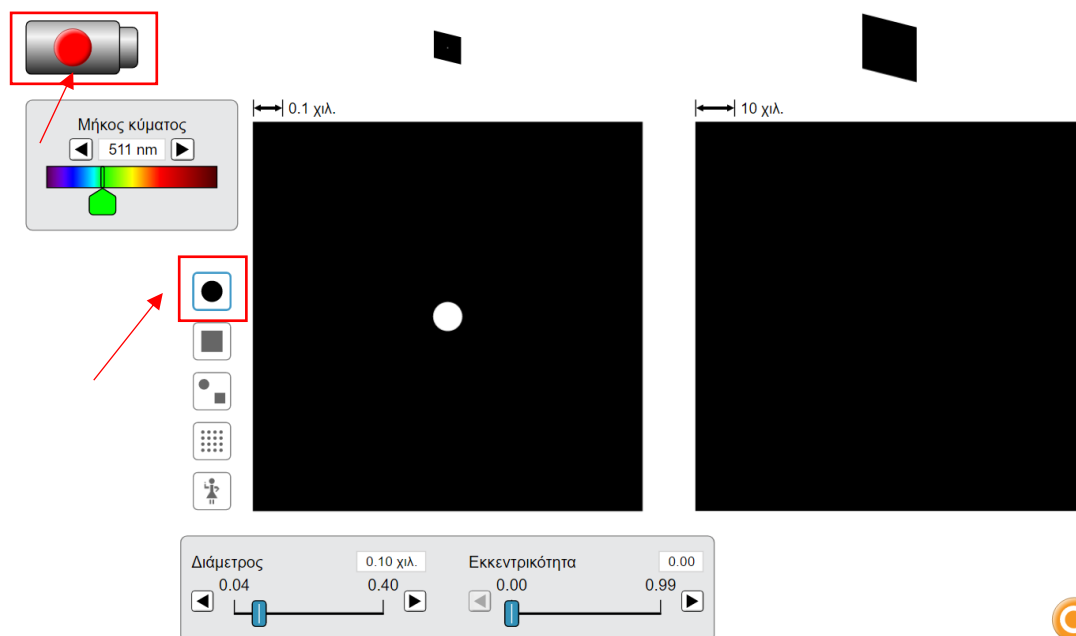 0.1 χιλ.
10 χιλ.
Μήκος κύματος
511 nm
Διάμετρος
0.10 χιλ.
0.04
0.40
Εκκεντρικότητα
0.00
0.00
0.99